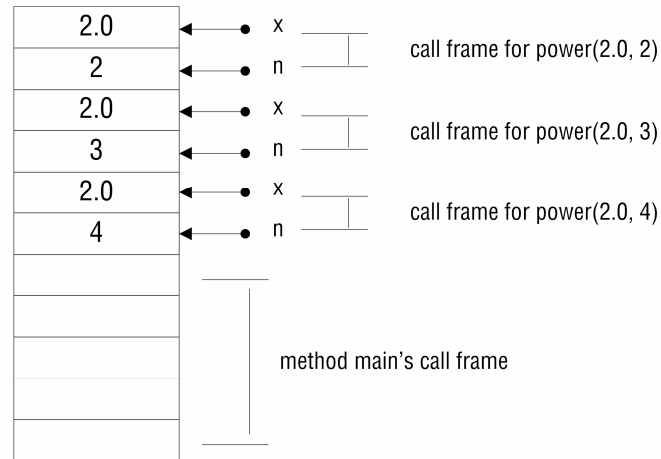 2.0 x
call frame for power(2.0, 2)
2 n
2.0 x
call frame for power(2.0, 3)
3 n
2.0 x
call frame for power(2.0, 4)
4 n
method main's call frame